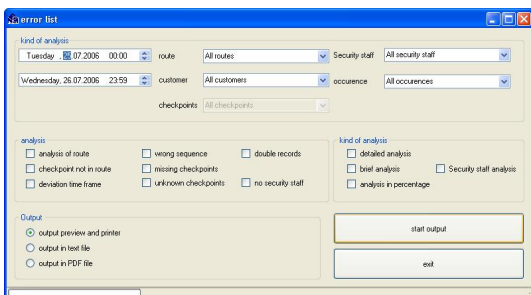 error list
kind of analysis
Tuesday , 25.07.2006 00:00 route All routes Security staff All security staff
Wednesday, 26.07.2006 23:59 customer All customers occurence All occurences
checkpoints All checkpoints
analysis
analysis of route wrong sequence double records
checkpoint not in route missing checkpoints
deviation time frame unknown checkpoints no security staff
kind of analysis
detailed analysis
brief analysis Security staff analysis
analysis in percentage
Output
output preview and printer
output in text file
output in PDF file
start output
exit